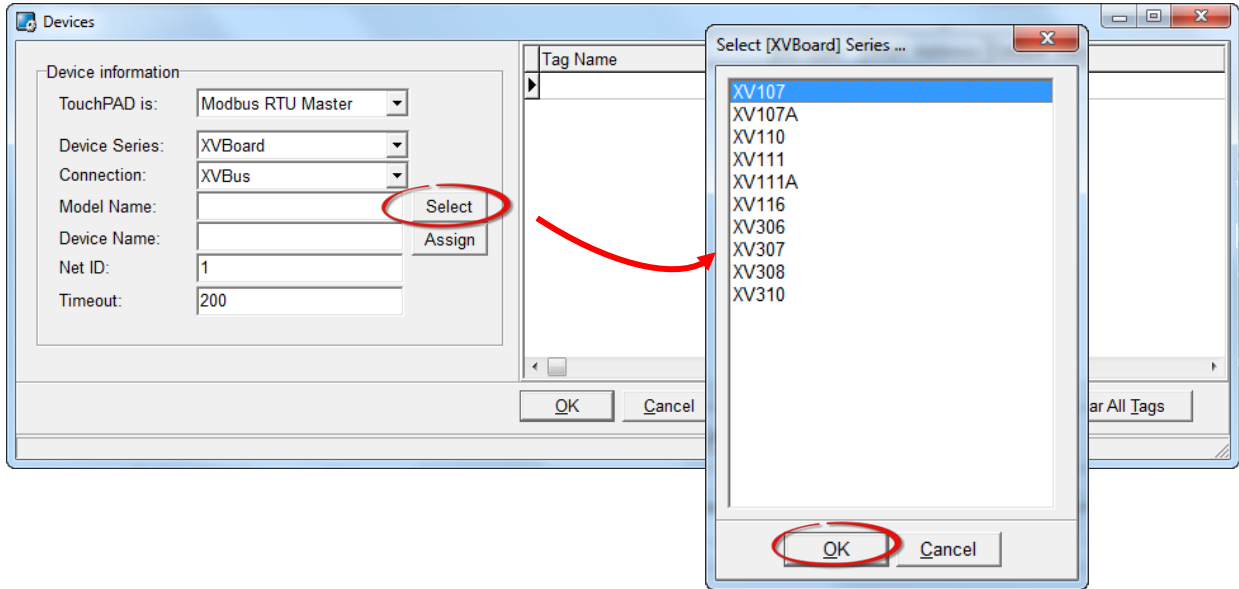 Devices
Device information
TouchPAD is: Modbus RTU Master
Device Series: XVBoard
Connection: XVBus
Model Name: Select
Device Name: Assign
Net ID: 1
Timeout: 200
Tag Name
OK Cancel
ar All Tags
Select [XVBoard] Series ...
XV107
XV107A
XV110
XV111
XV111A
XV116
XV306
XV307
XV308
XV310
OK Cancel